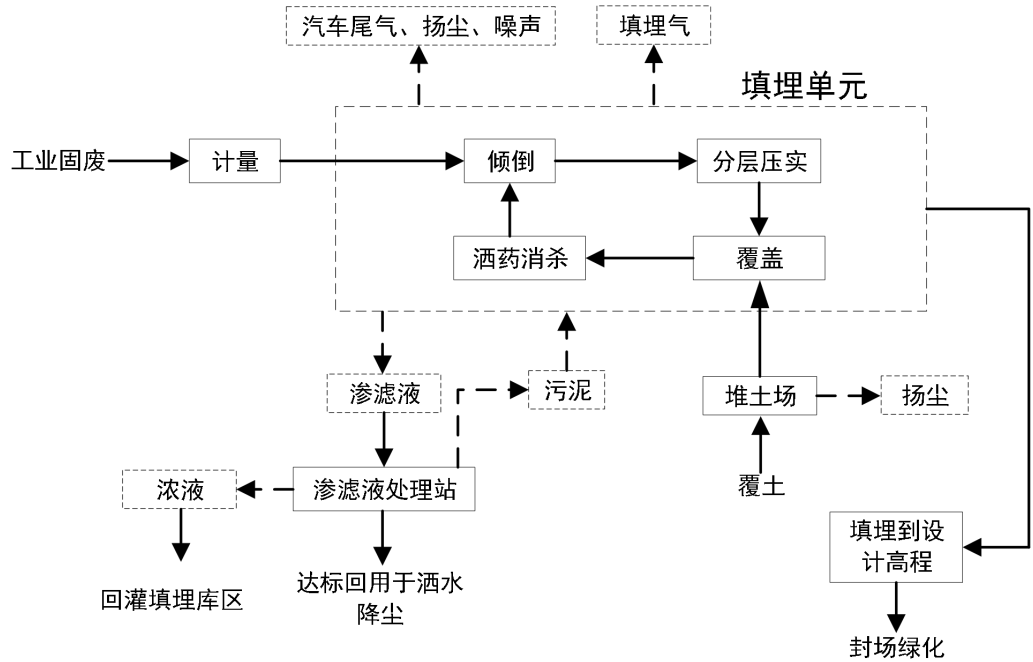 汽车尾气、扬尘、噪声
填埋气
填埋单元
工业固废
计量
倾倒
分层压实
洒药消杀
覆盖
渗滤液
污泥
堆土场
扬尘
浓液
渗滤液处理站
覆土
填埋到设
计高程
回灌填埋库区
达标回用于洒水
降尘
封场绿化